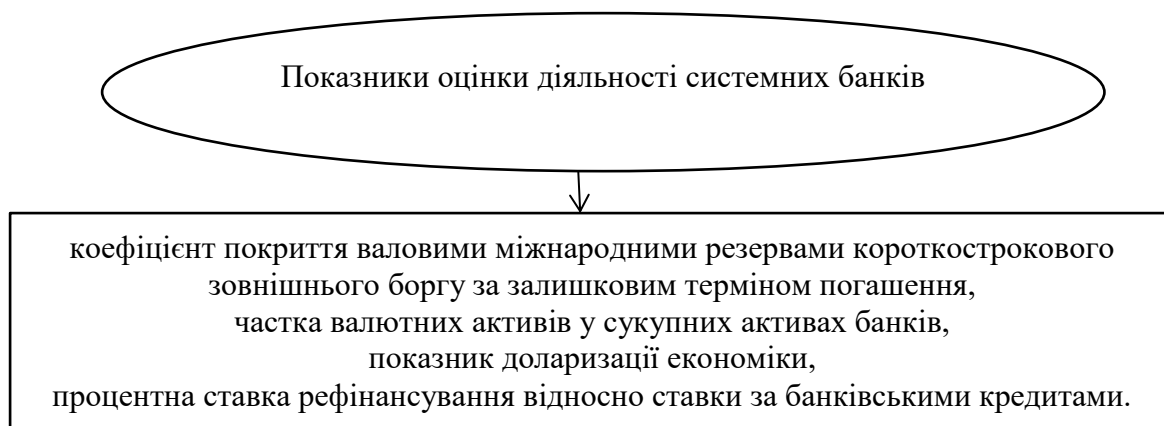 Показники оцінки діяльності системних банків
коефіцієнт покриття валовими міжнародними резервами короткострокового
зовнішнього боргу за залишковим терміном погашення,
частка валютних активів у сукупних активах банків,
показник доларизації економіки,
процентна ставка рефінансування відносно ставки за банківськими кредитами.